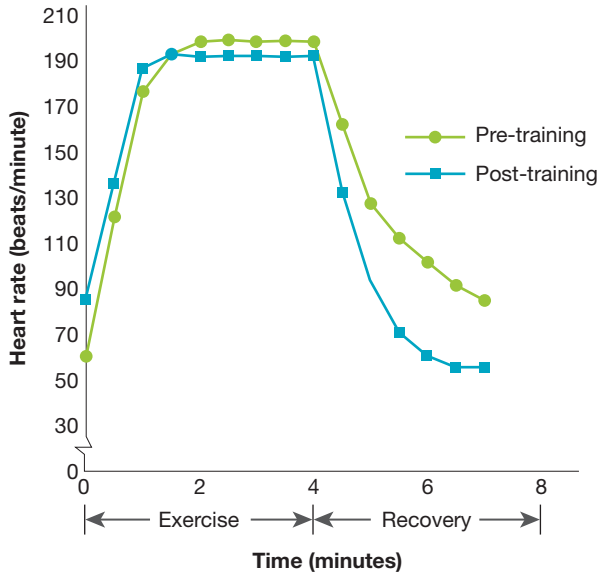 Heart rate (beats/minute)
210
190
170
150
130
110
90
70
50
30
0
Pre-training
Post-training
0 2 4 6 8
Exercise Recovery
Time (minutes)